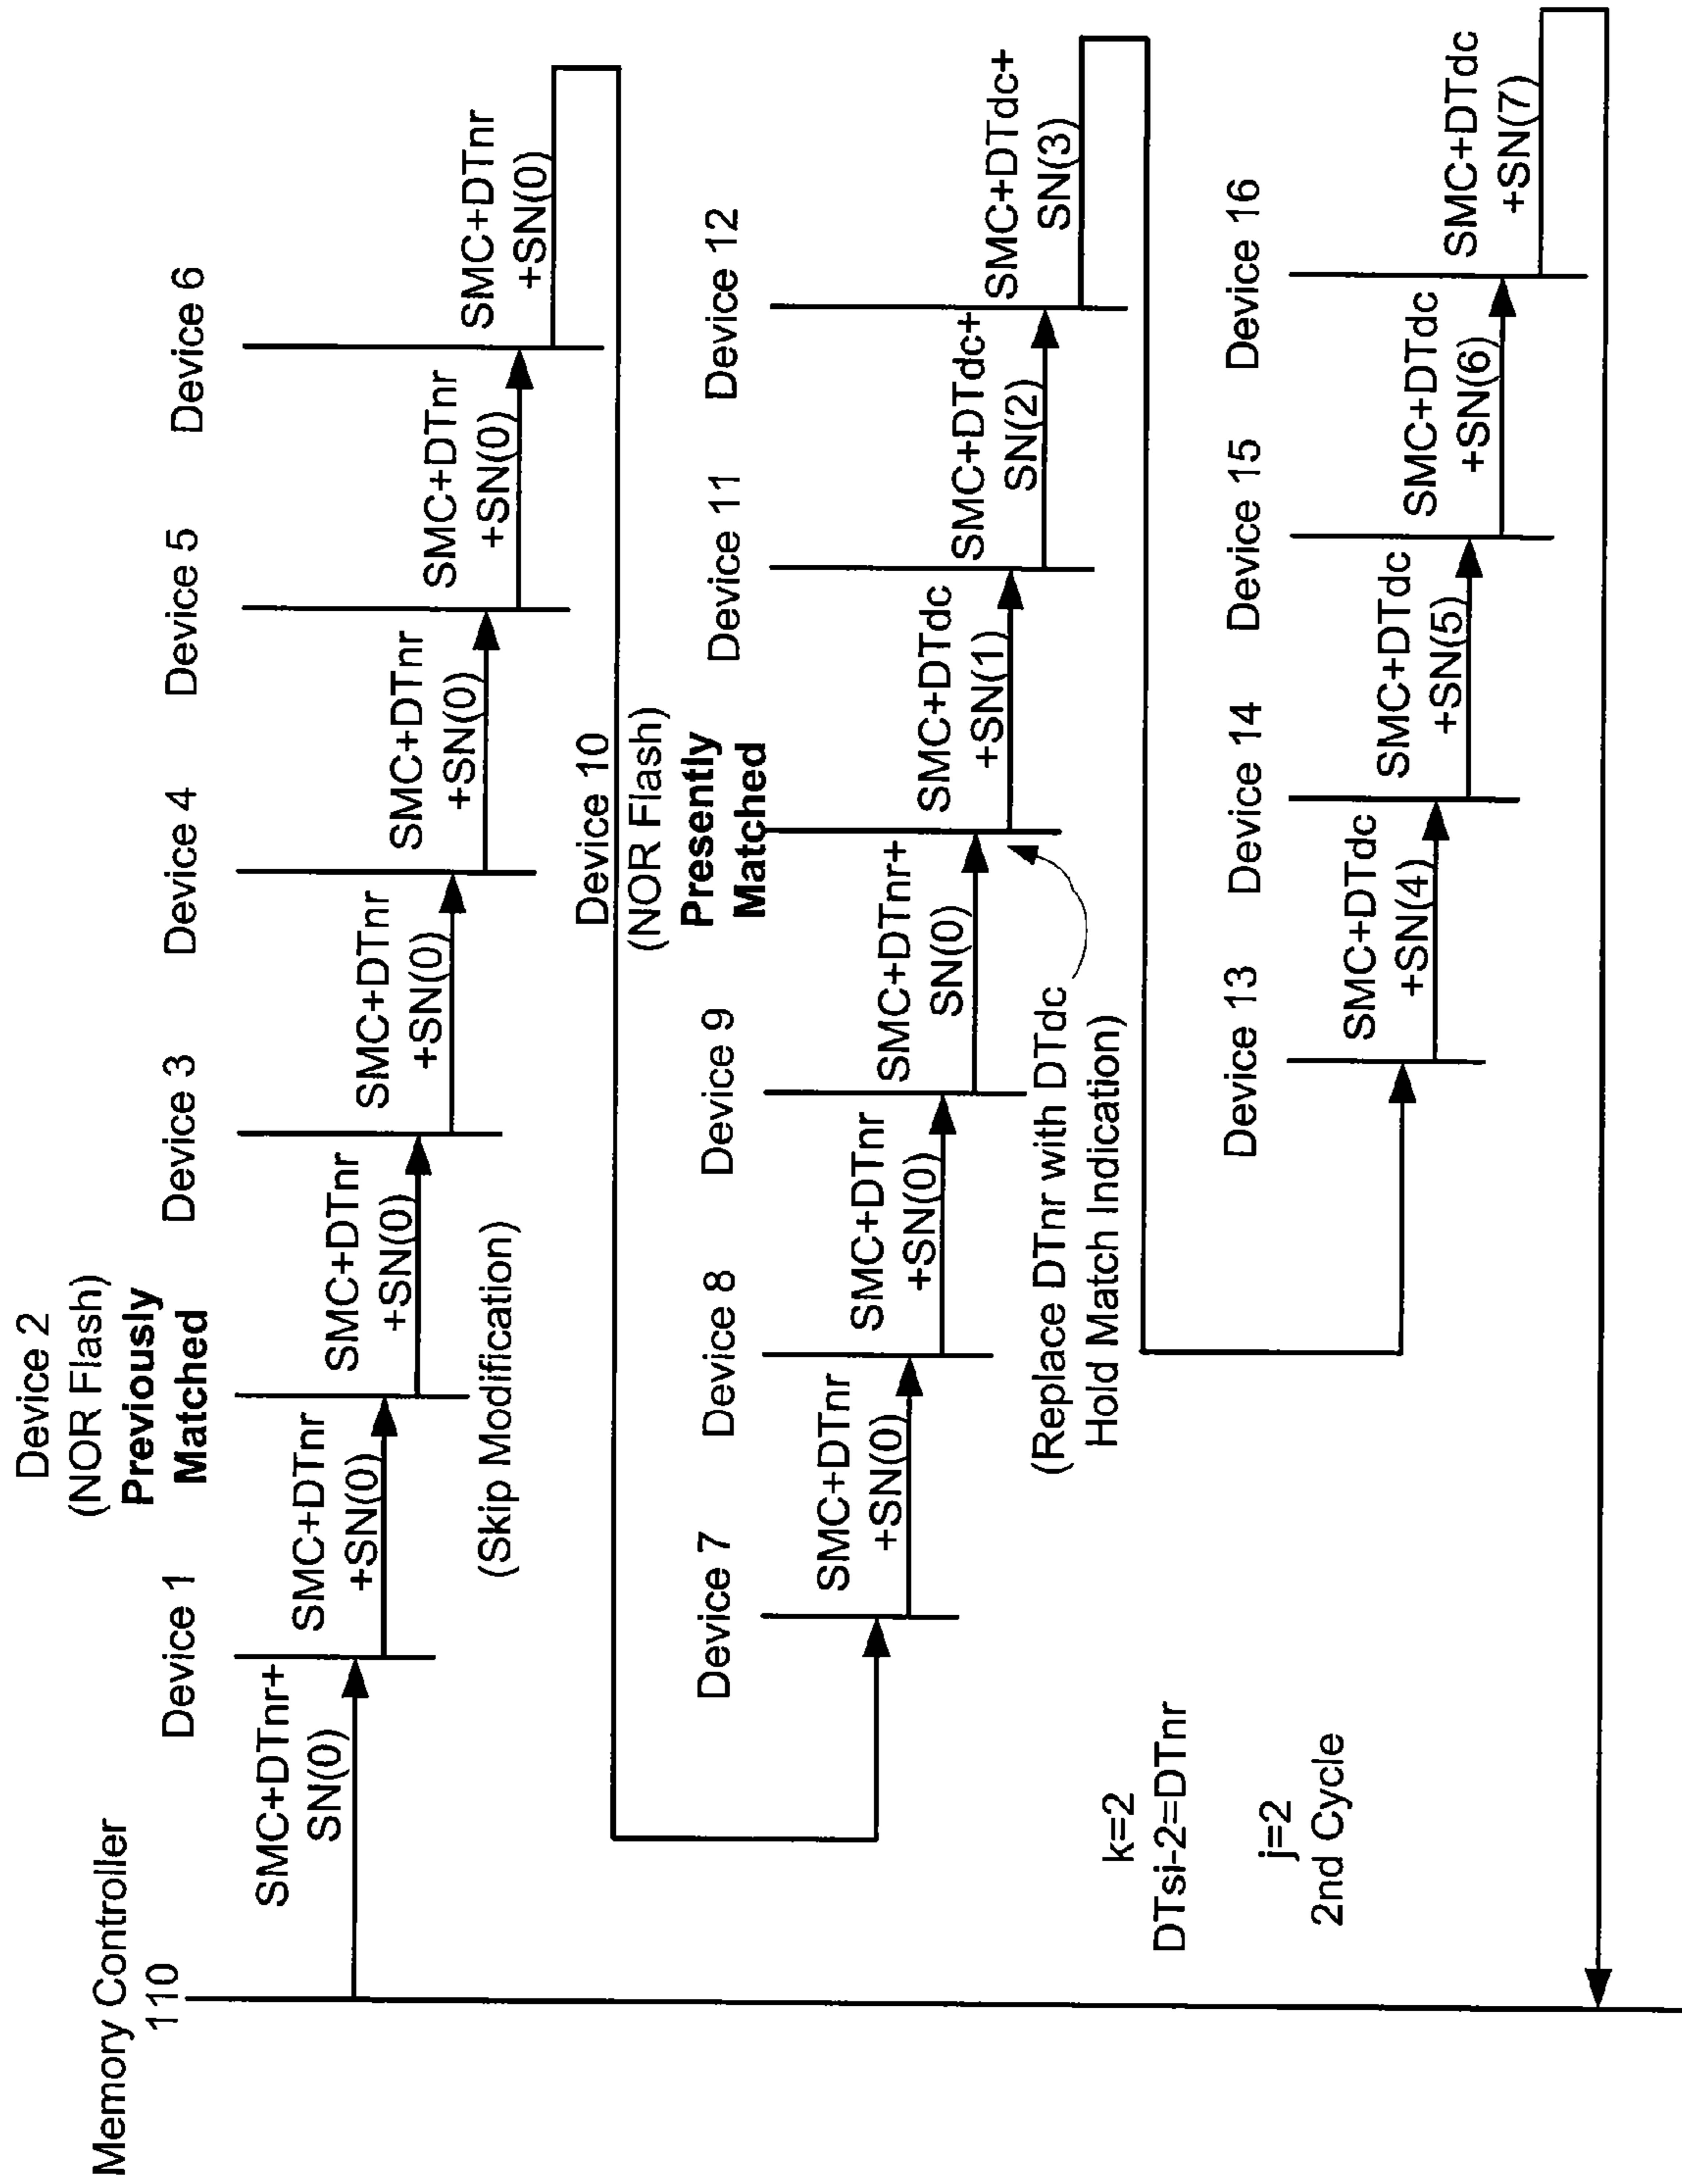 Memory Controller
110
Device 1
Device 2
(NOR Flash)
Previously
Matched
Device 3
Device 4
Device 5
Device 6
SMC+DTnr+
SN(0)
SMC+DTnr
+SN(0)
SMC+DTnr
+SN(0)
SMC+DTnr
+SN(0)
SMC+DTnr
+SN(0)
SMC+DTnr
+SN(0)
SMC+DTnr
+SN(0)
(Skip Modification)
Device 7
Device 8
Device 9
Device 10
(NOR Flash)
Presently
Matched
Device 11
Device 12
SMC+DTnr
+SN(0)
SMC+DTnr
+SN(0)
SMC+DTnr+
SN(0)
SMC+DTdc
+SN(1)
SMC+DTdc+
SN(2)
SMC+DTdc+
SN(3)
(Replace DTnr with DTdc
Hold Match Indication)
k=2
DTsi-2=DTnr
j=2
2nd Cycle
Device 13
Device 14
Device 15
Device 16
SMC+DTdc
+SN(4)
SMC+DTdc
+SN(5)
SMC+DTdc
+SN(6)
SMC+DTdc
+SN(7)